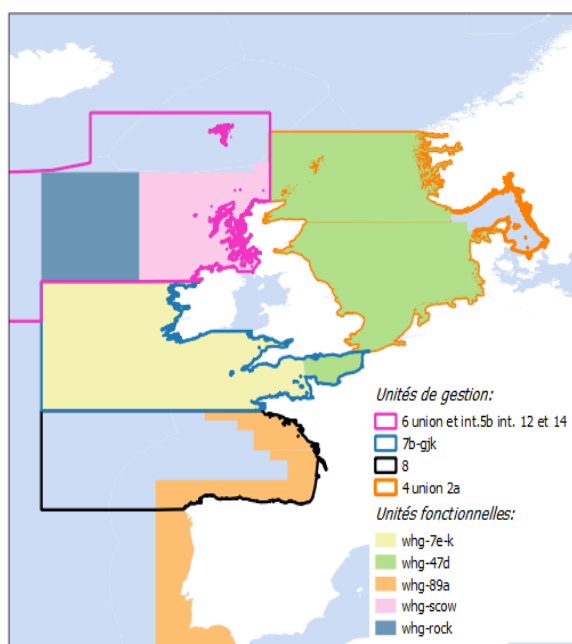 Unités de gestion:
6 union et int.5b int. 12 et 14
7b-gjk
8
4 union 2a
Unités fonctionnelles:
whg-7e-k
whg-47d
whg-89a
whg-scow
whg-rock